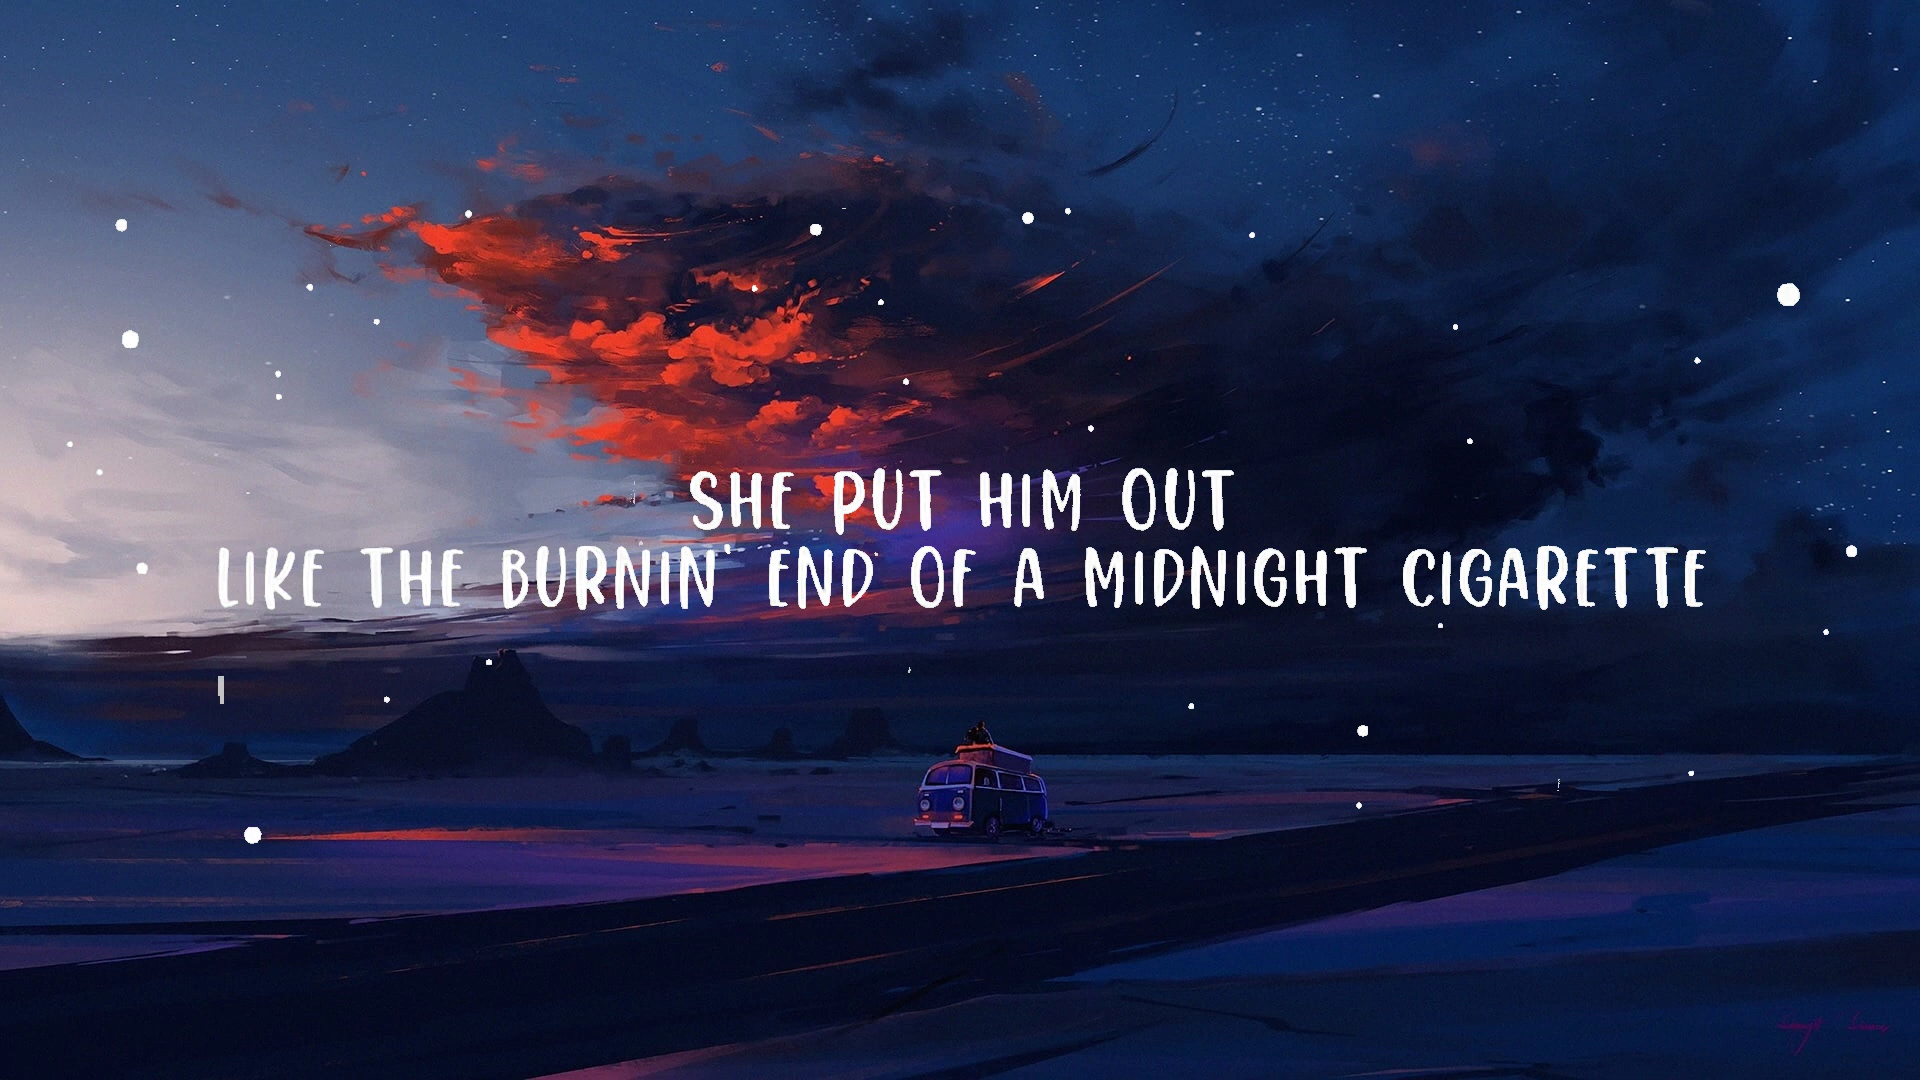 SHE PUT HIM OUT
LIKE THE BURNIN' END OF A MIDNIGHT CIGARETTE